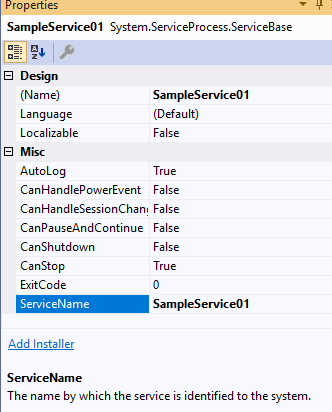 Properties
SampleService01 System.ServiceProcess.ServiceBase
Design
(Name) SampleService01
Language (Default)
Localizable False
Misc
AutoLog True
CanHandlePowerEvent False
CanHandleSessionChan False
CanPauseAndContinue False
CanShutdown False
CanStop True
ExitCode 0
ServiceName SampleService01
Add Installer
ServiceName
The name by which the service is identified to the system.